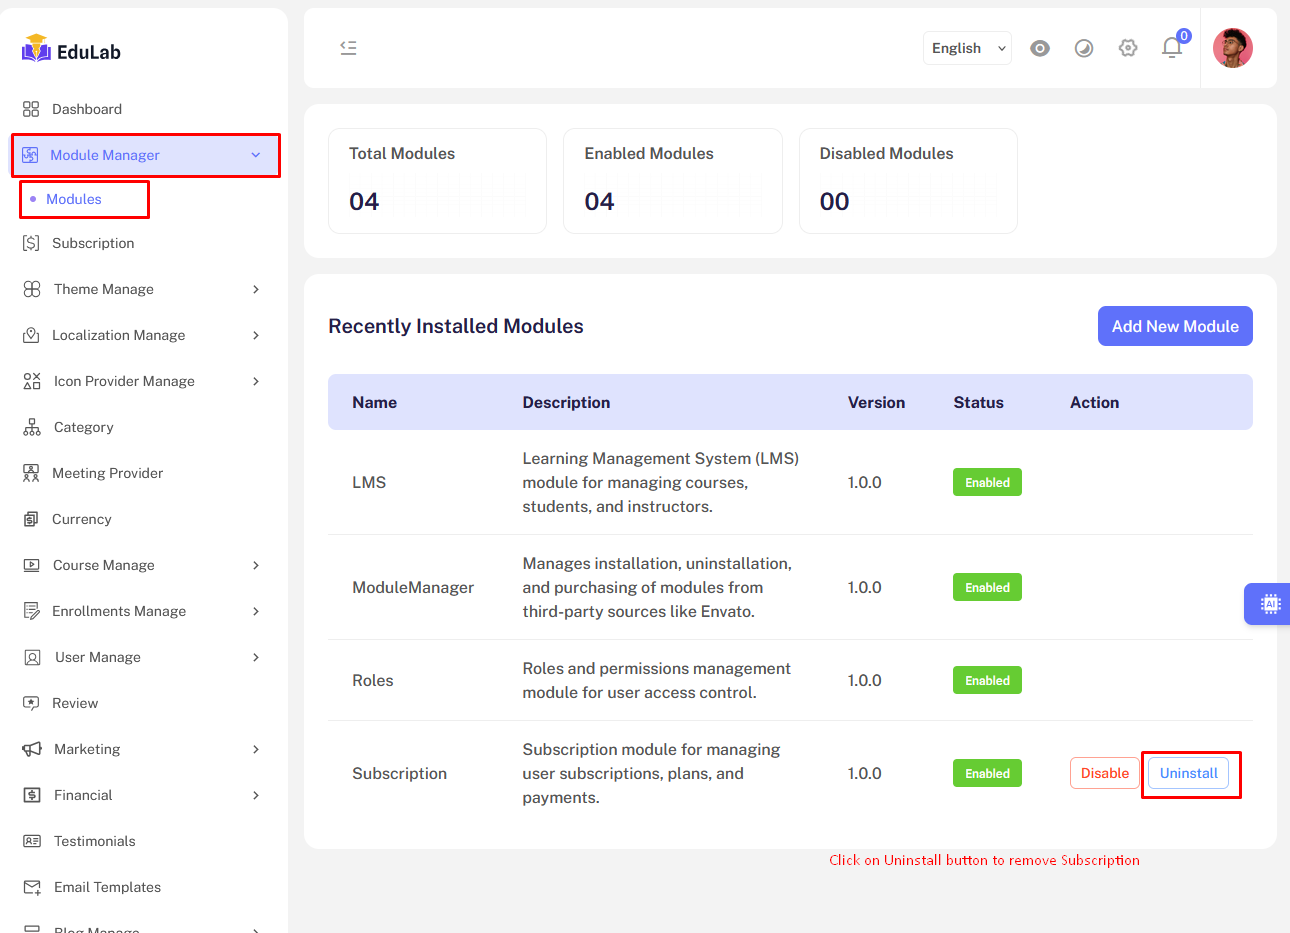 EduLab
English
0
Dashboard
Module Manager
Modules
Subscription
Theme Manage
Localization Manage
Icon Provider Manage
Category
Meeting Provider
Currency
Course Manage
Enrollments Manage
User Manage
Review
Marketing
Financial
Testimonials
Email Templates
Blog Manage
Total Modules
04
Enabled Modules
04
Disabled Modules
00
Recently Installed Modules
Add New Module
Name Description Version Status Action
LMS
Learning Management System (LMS)
module for managing courses,
students, and instructors.
1.0.0
Enabled
ModuleManager
Manages installation, uninstallation,
and purchasing of modules from
third-party sources like Envato.
1.0.0
Enabled
Roles
Roles and permissions management
module for user access control.
1.0.0
Enabled
Subscription
Subscription module for managing
user subscriptions, plans, and
payments.
1.0.0
Enabled
Disable
Uninstall
AI
Click on Uninstall button to remove Subscription